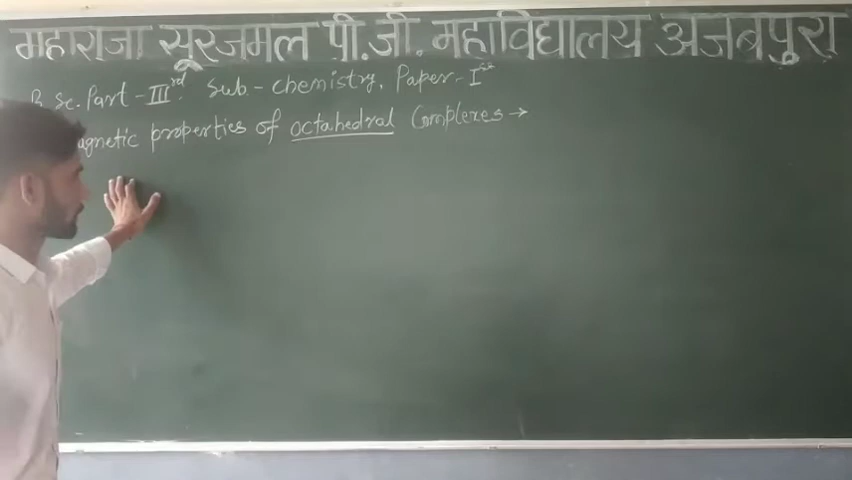 महाराजा सूरजमल पी.जी. महाविद्यालय अजबपुरा
B.Sc. Part - IIIrd Sub. - chemistry, Paper - Ist
agnetic properties of octahedral Complexes →